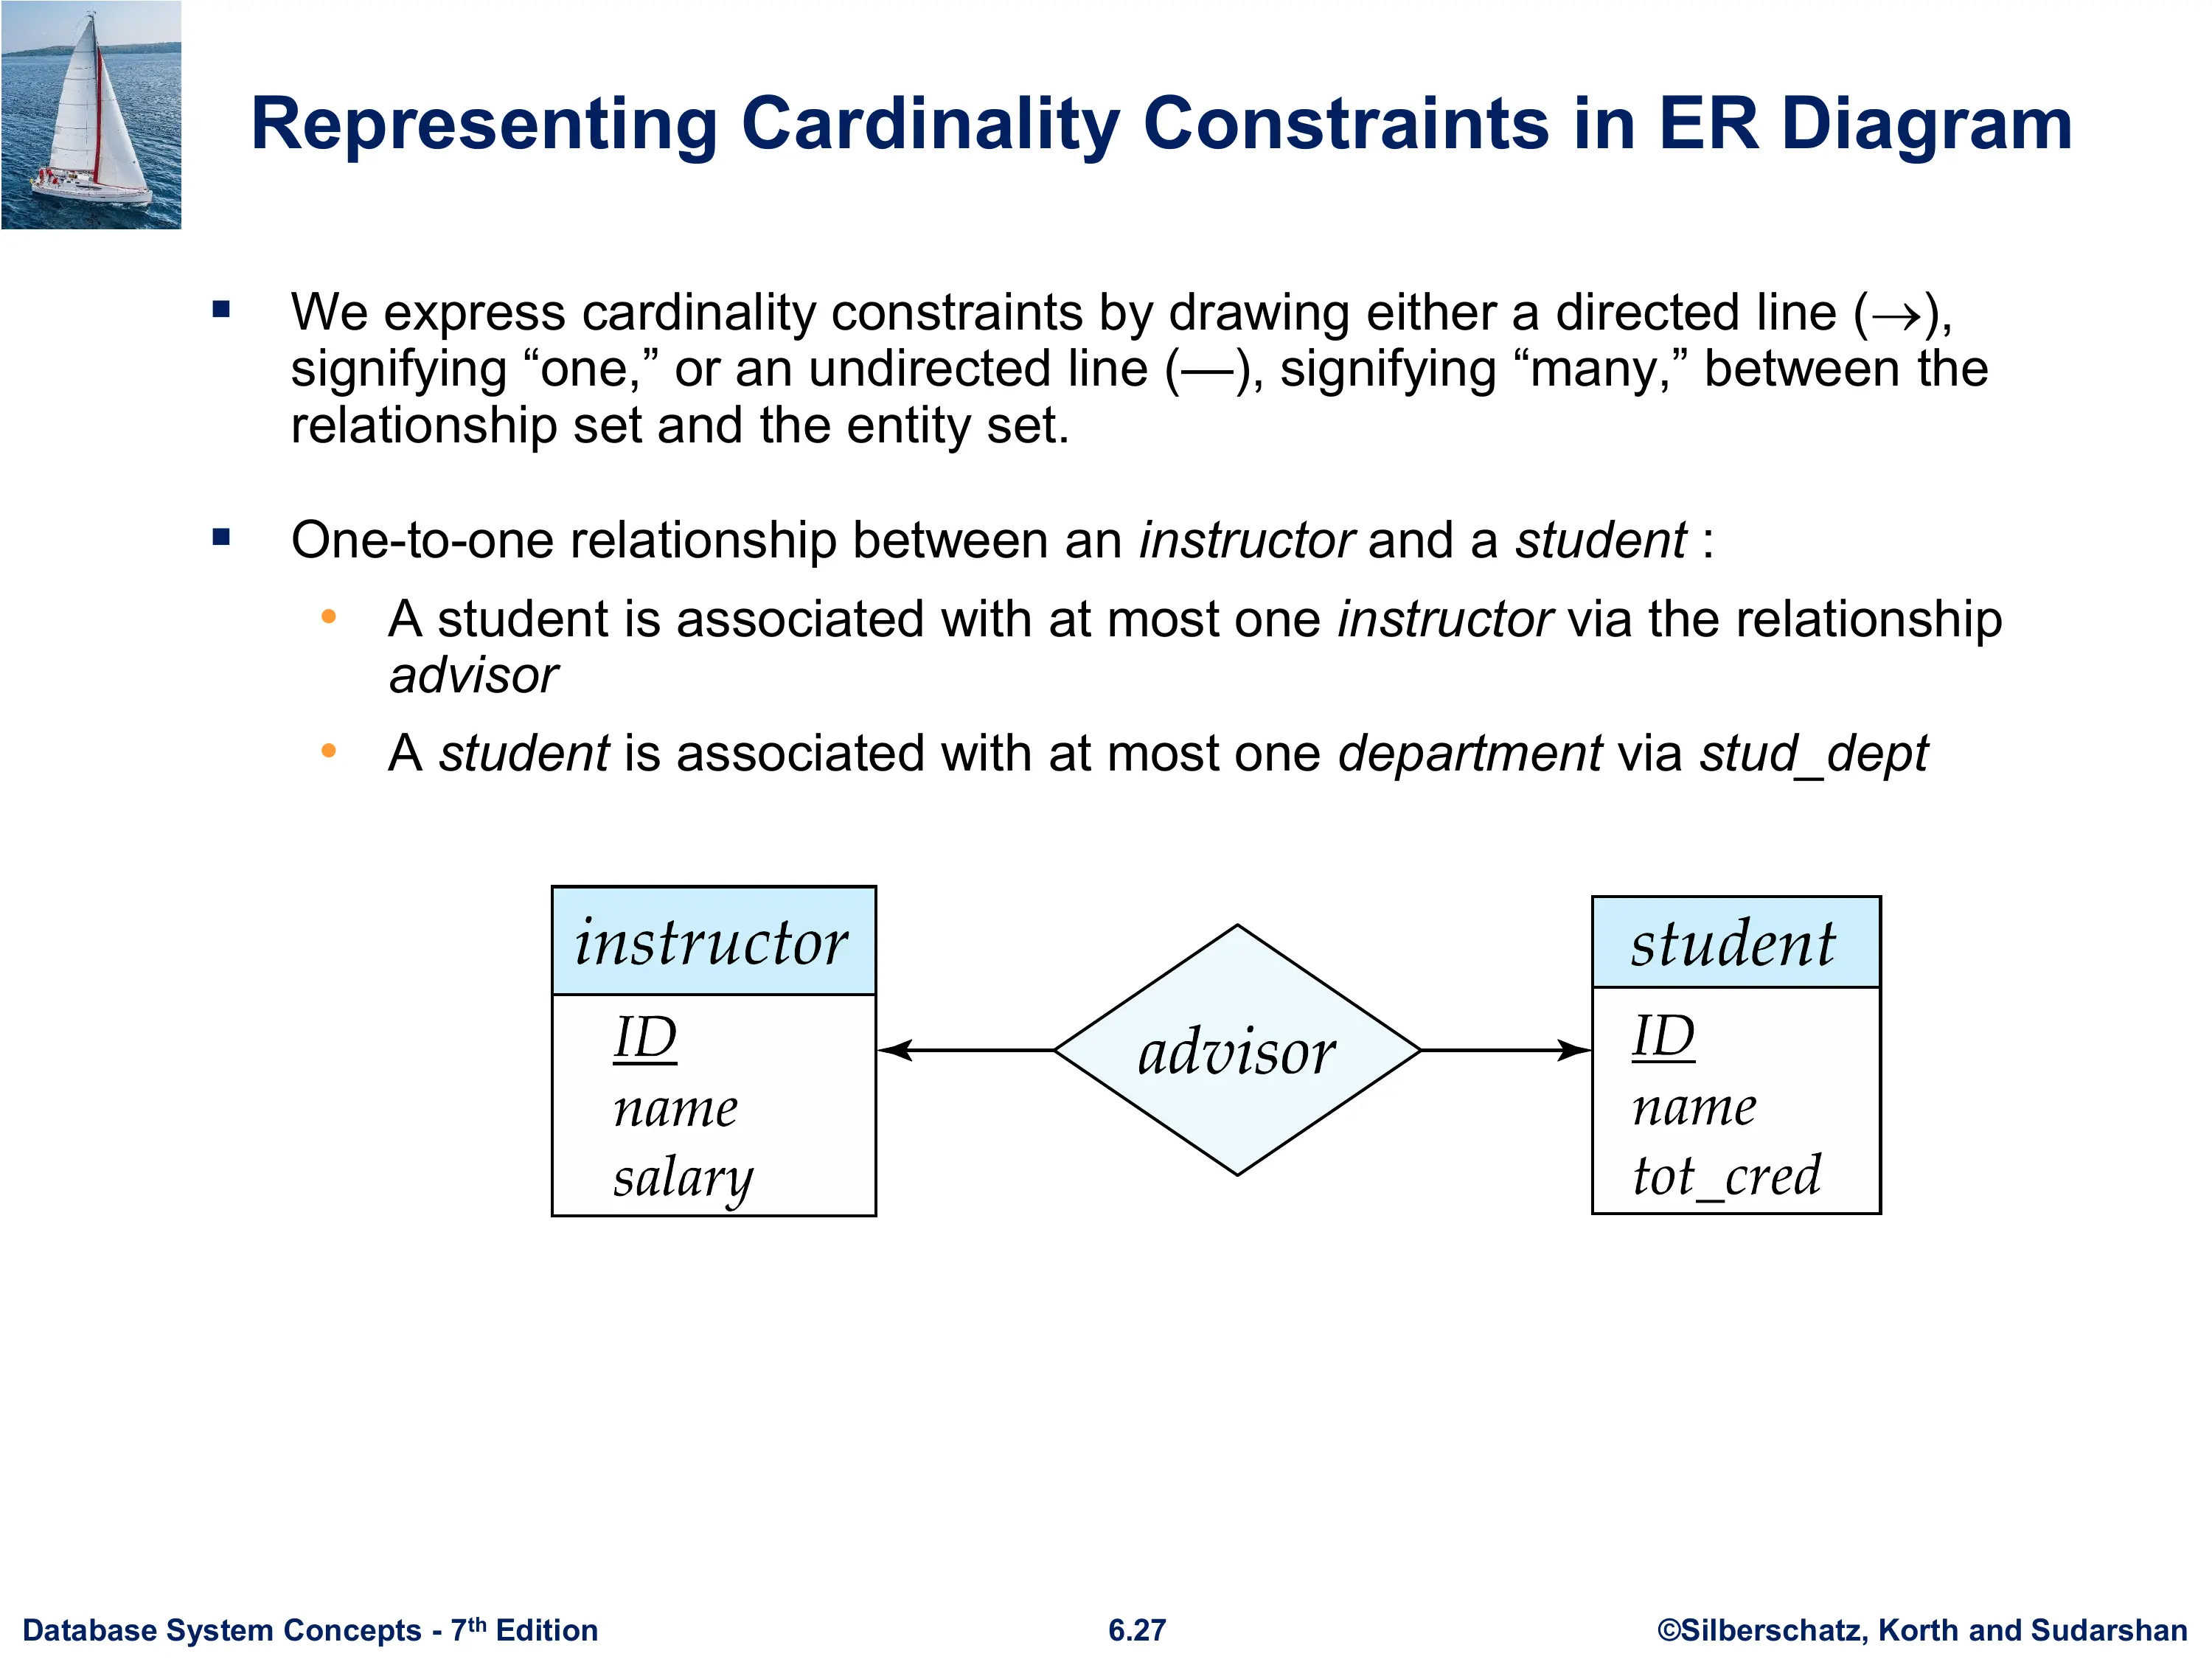 Representing Cardinality Constraints in ER Diagram
▪ We express cardinality constraints by drawing either a directed line (→),
signifying “one,” or an undirected line (—), signifying “many,” between the
relationship set and the entity set.
▪ One-to-one relationship between an instructor and a student :
• A student is associated with at most one instructor via the relationship
advisor
• A student is associated with at most one department via stud_dept
instructor
ID
name
salary
advisor
student
ID
name
tot_cred
Database System Concepts - 7th Edition
6.27
©Silberschatz, Korth and Sudarshan